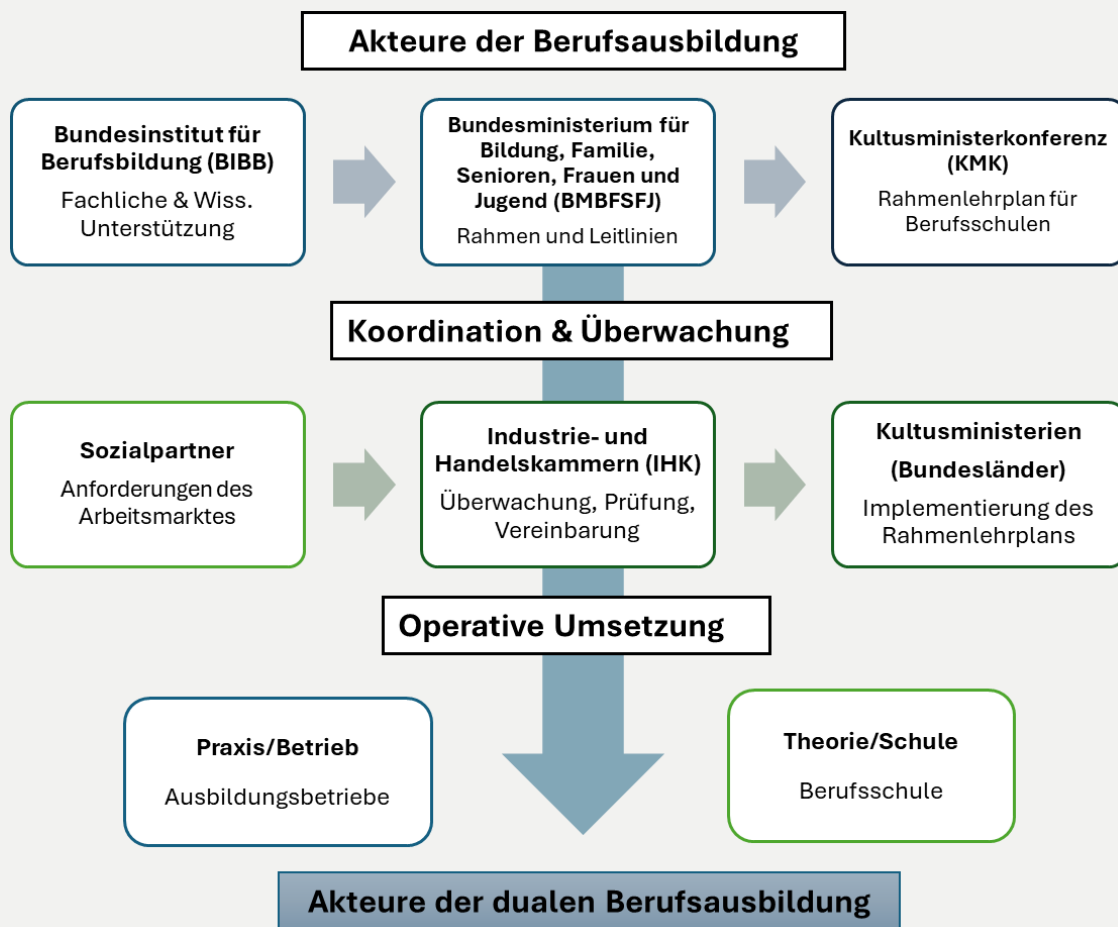 Akteure der Berufsausbildung
Bundesinstitut für
Berufsbildung (BIBB)
Fachliche & Wiss.
Unterstützung
Bundesministerium für
Bildung, Familie,
Senioren, Frauen und
Jugend (BMBFSFJ)
Rahmen und Leitlinien
Kultusministerkonferenz
(KMK)
Rahmenlehrplan für
Berufsschulen
Koordination & Überwachung
Sozialpartner
Anforderungen des
Arbeitsmarktes
Industrie- und
Handelskammern (IHK)
Überwachung, Prüfung,
Vereinbarung
Kultusministerien
(Bundesländer)
Implementierung des
Rahmenlehrplans
Operative Umsetzung
Praxis/Betrieb
Ausbildungsbetriebe
Theorie/Schule
Berufsschule
Akteure der dualen Berufsausbildung